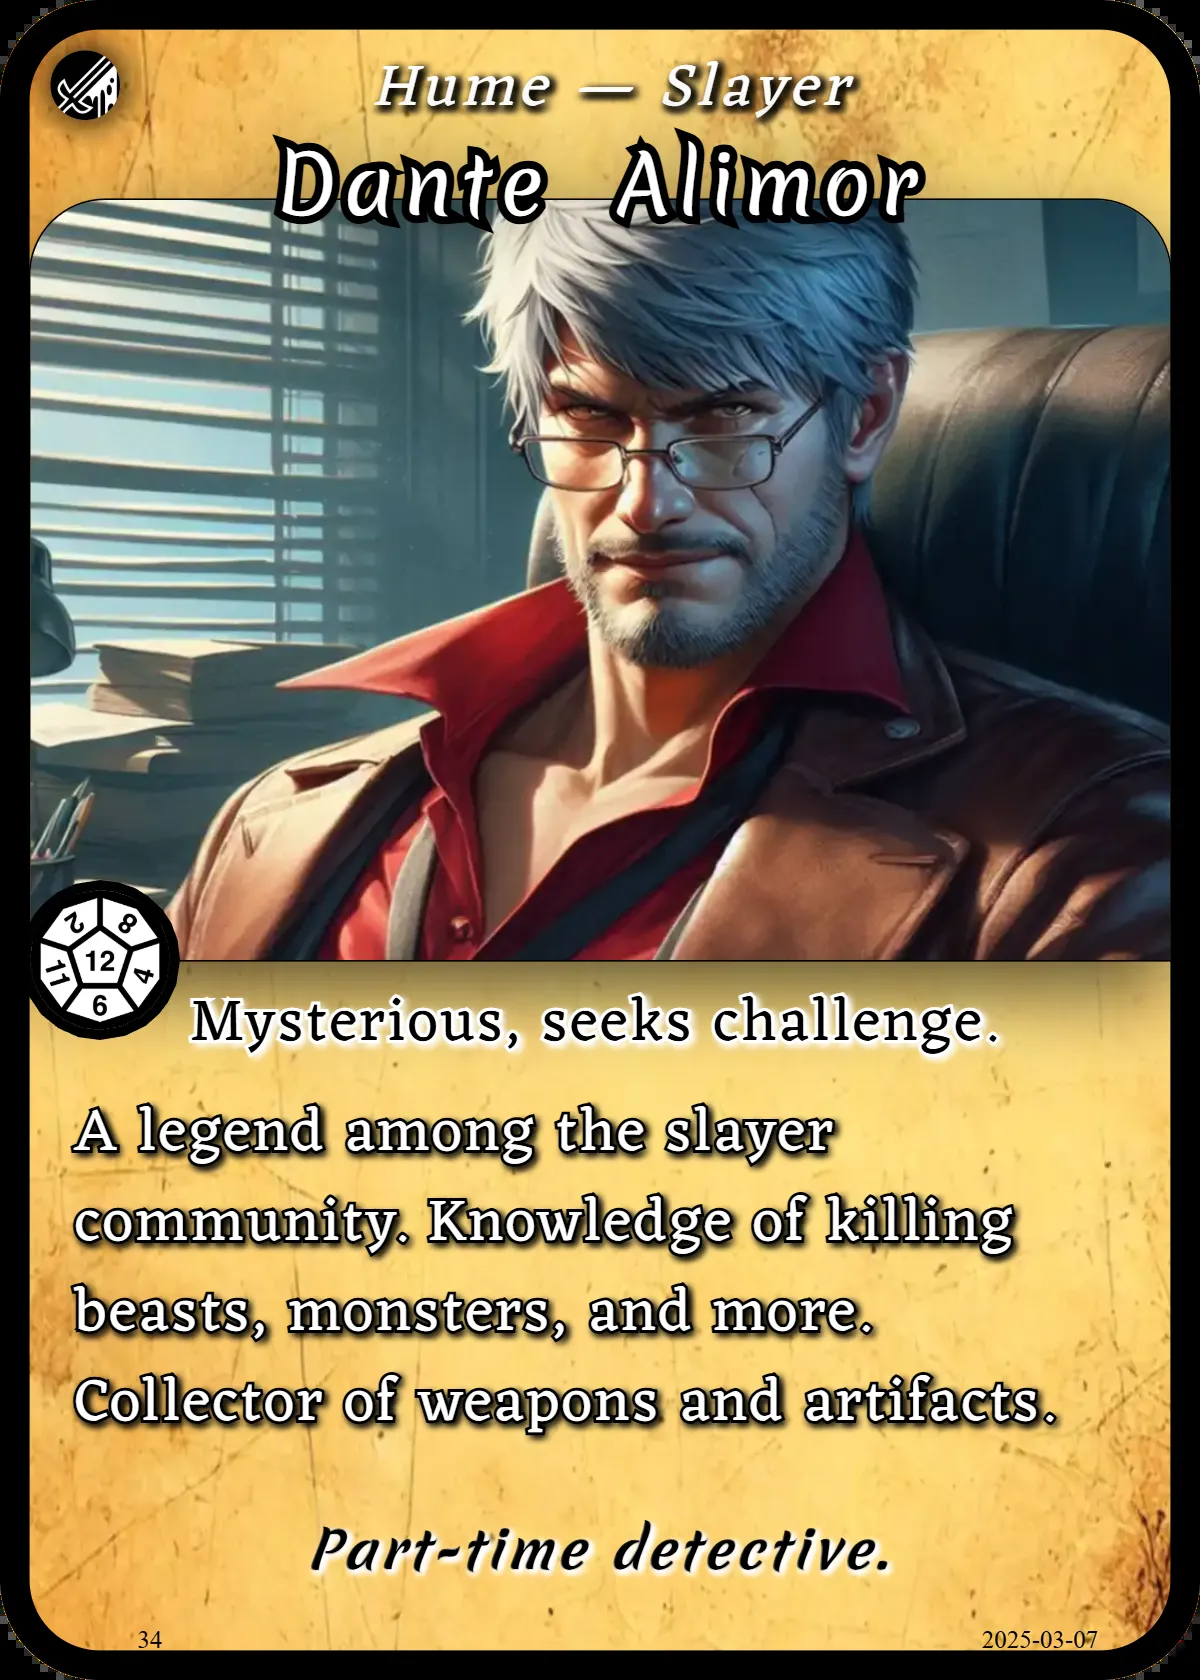 Hume — Slayer
Dante Alimor
2 8
11 12 4
6
Mysterious, seeks challenge.
A legend among the slayer
community. Knowledge of killing
beasts, monsters, and more.
Collector of weapons and artifacts.
Part-time detective.
34 2025-03-07